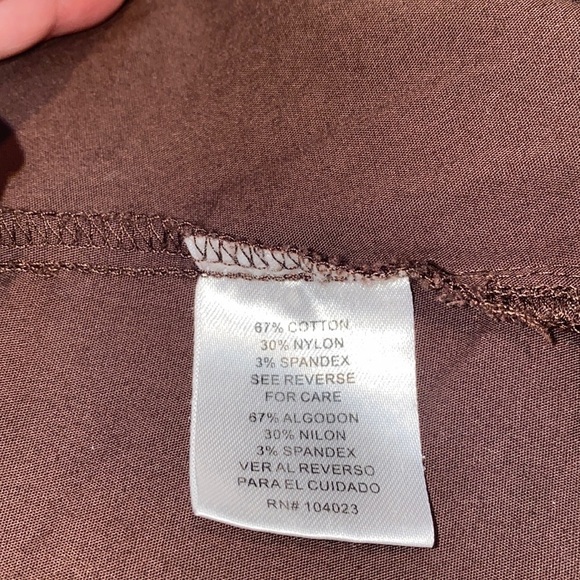 67% COTTON
30% NYLON
3% SPANDEX
SEE REVERSE
FOR CARE
67% ALGODON
30% NILON
3% SPANDEX
VER AL REVERSO
PARA EL CUIDADO
RN# 104023